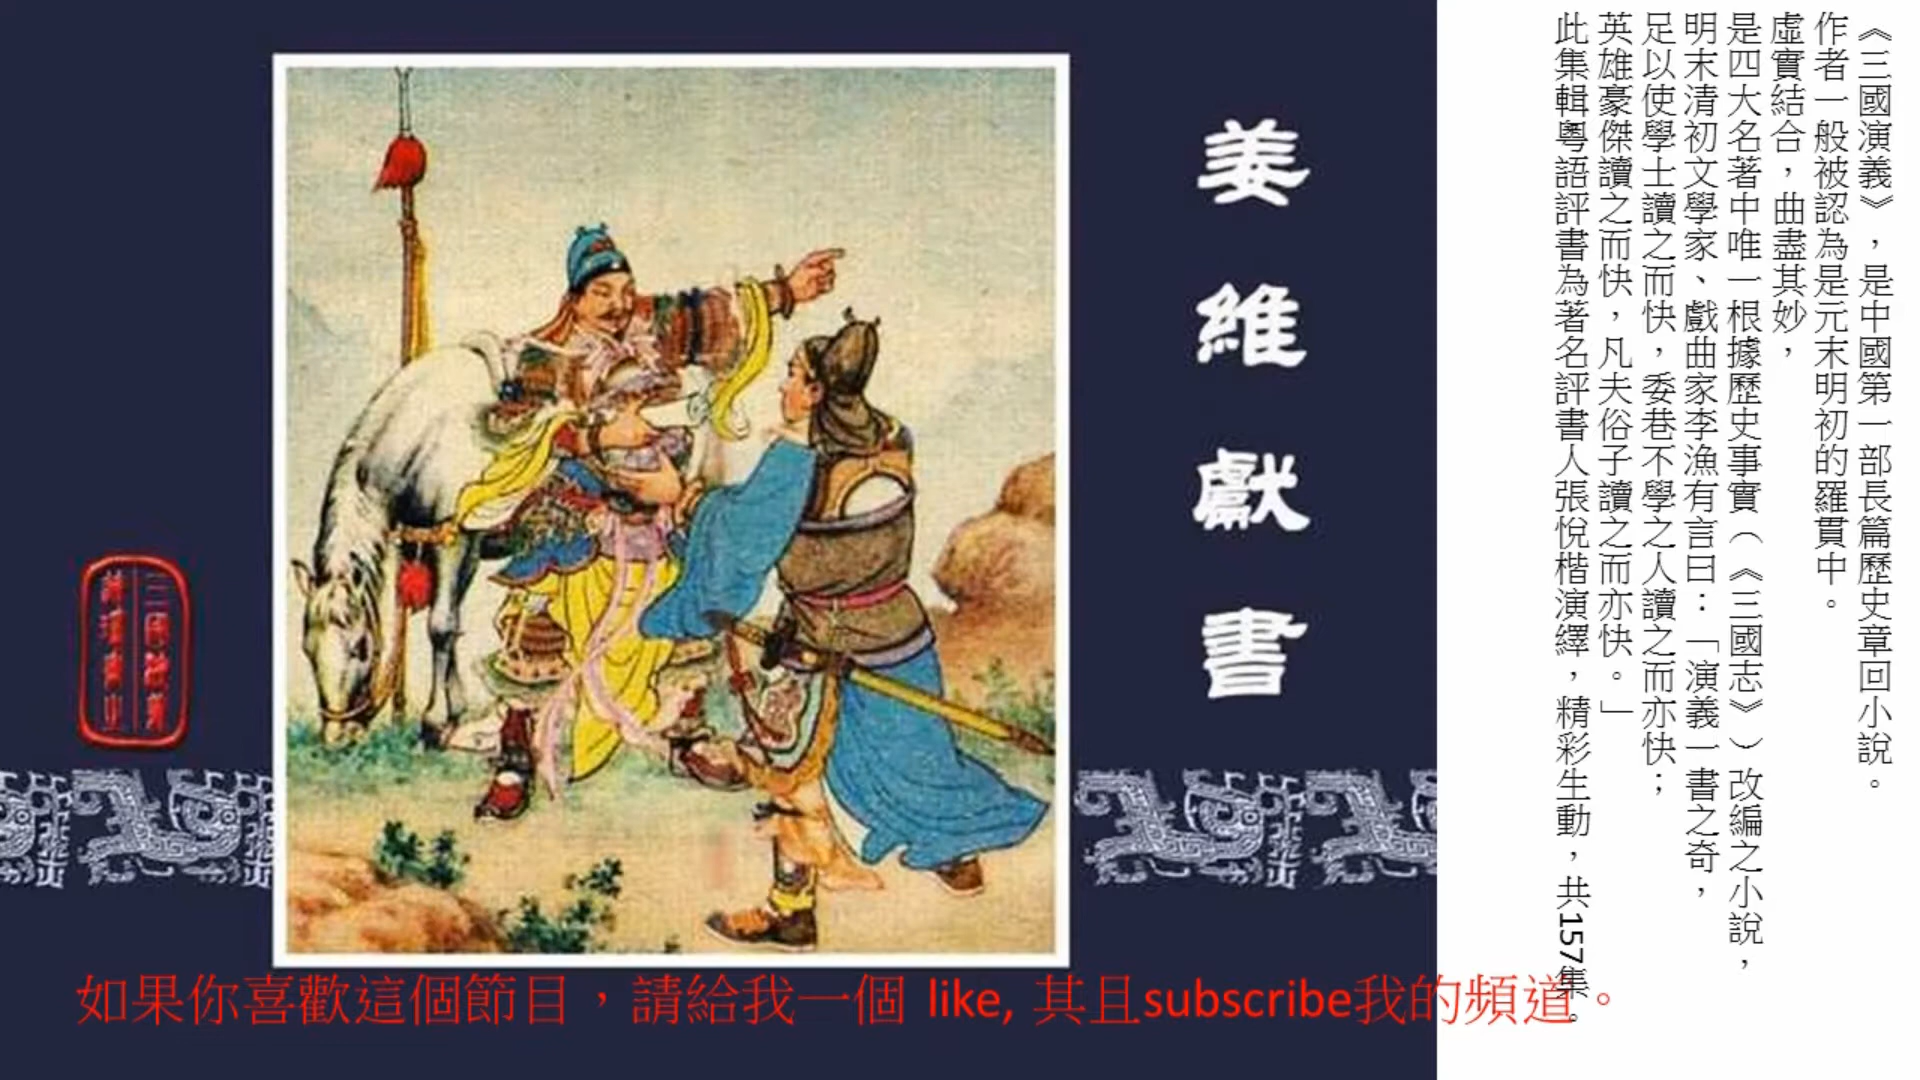 姜維獻書
《三國演義》，是中國第一部長篇歷史章回小說。
作者一般被認為是元末明初的羅貫中。
虛實結合，曲盡其妙，
是四大名著中唯一根據歷史事實（《三國志》）改編之小說，
明末清初文學家、戲曲家李漁有言曰：「演義一書之奇，
足以使學士讀之而快，委巷不學之人讀之而亦快；
英雄豪傑讀之而快，凡夫俗子讀之而亦快。」
此集輯粵語評書為著名評書人張悅楷演繹，精彩生動，共157集。
如果你喜歡這個節目，請給我一個 like, 其且subscribe我的頻道。